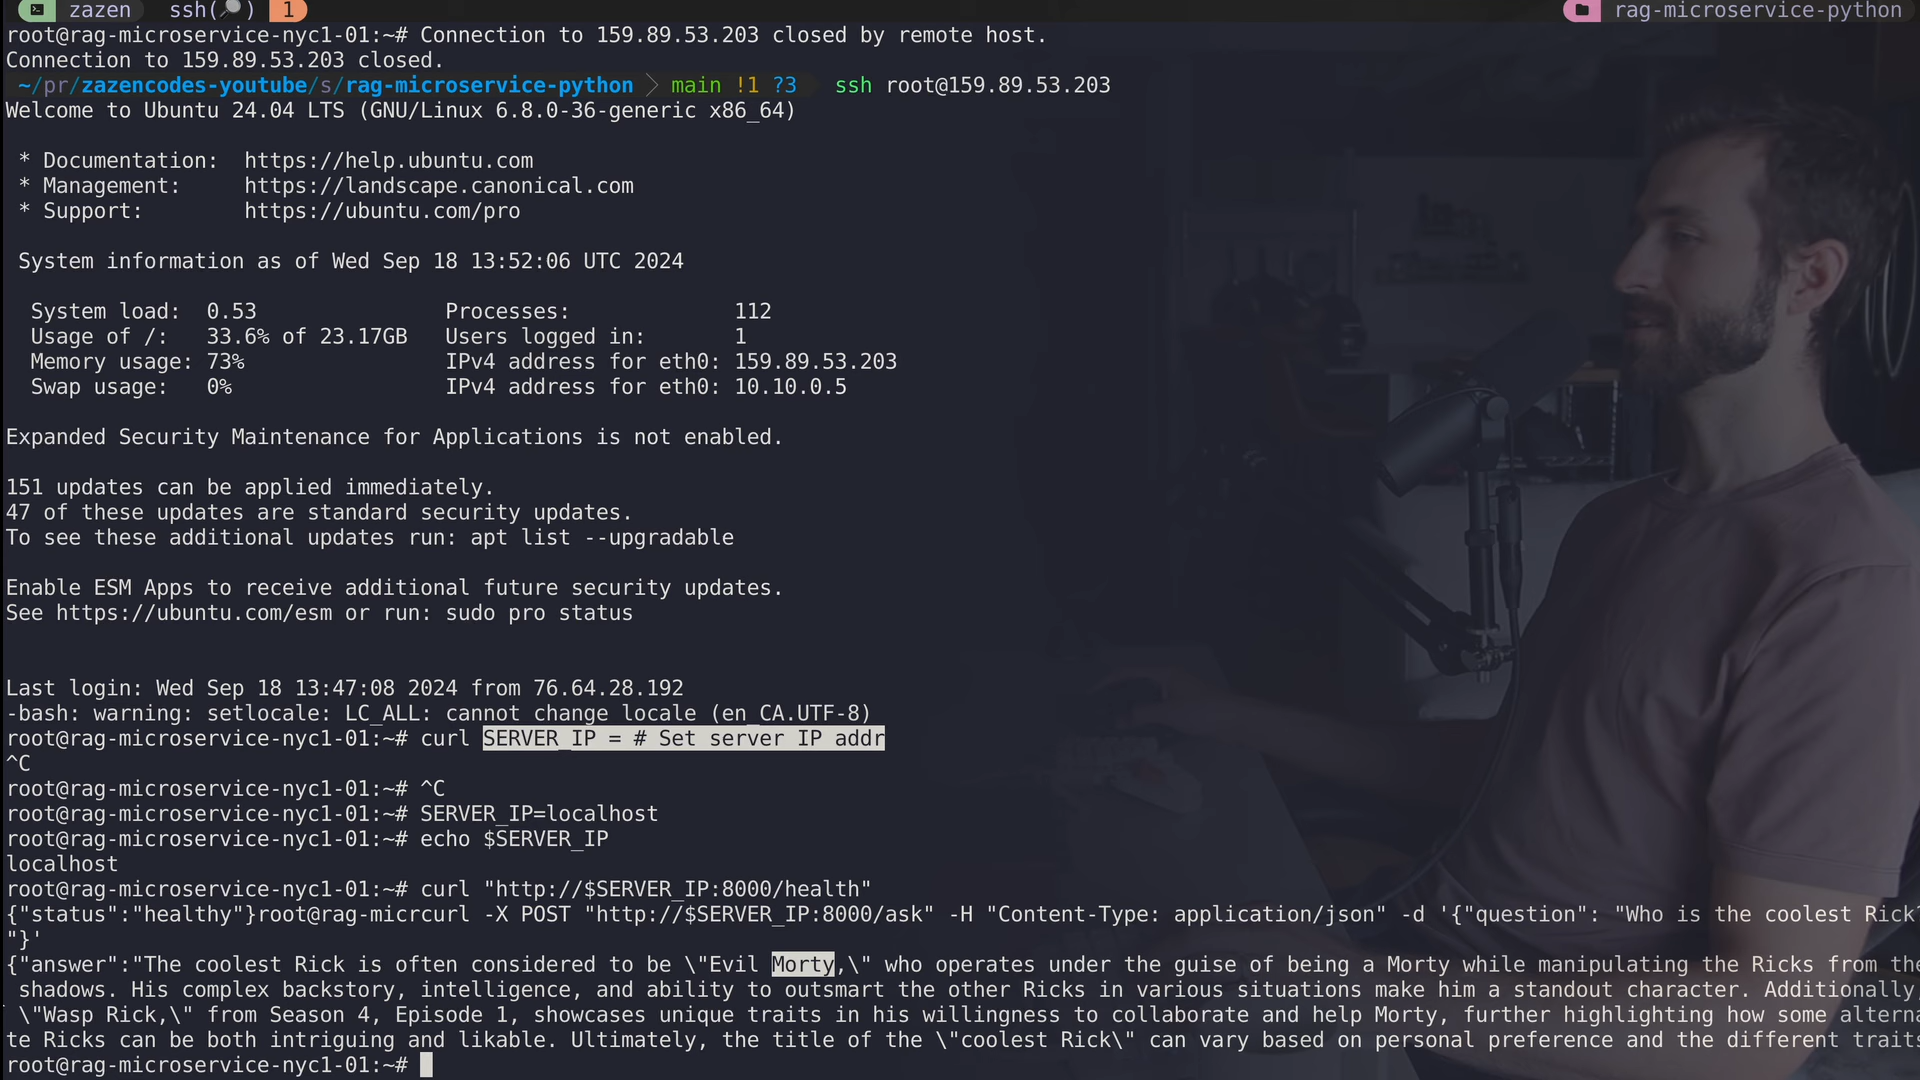 zazen ssh( ) 1 rag-microservice-python
root@rag-microservice-nyc1-01:~# Connection to 159.89.53.203 closed by remote host.
Connection to 159.89.53.203 closed.
~/pr/zazencodes-youtube/s/rag-microservice-python main !1 ?3 ssh root@159.89.53.203
Welcome to Ubuntu 24.04 LTS (GNU/Linux 6.8.0-36-generic x86_64)
* Documentation: https://help.ubuntu.com
* Management: https://landscape.canonical.com
* Support: https://ubuntu.com/pro
System information as of Wed Sep 18 13:52:06 UTC 2024
System load: 0.53 Processes: 112
Usage of /: 33.6% of 23.17GB Users logged in: 1
Memory usage: 73% IPv4 address for eth0: 159.89.53.203
Swap usage: 0% IPv4 address for eth0: 10.10.0.5
Expanded Security Maintenance for Applications is not enabled.
151 updates can be applied immediately.
47 of these updates are standard security updates.
To see these additional updates run: apt list --upgradable
Enable ESM Apps to receive additional future security updates.
See https://ubuntu.com/esm or run: sudo pro status
Last login: Wed Sep 18 13:47:08 2024 from 76.64.28.192
-bash: warning: setlocale: LC_ALL: cannot change locale (en_CA.UTF-8)
root@rag-microservice-nyc1-01:~# curl SERVER_IP = # Set server IP addr
^C
root@rag-microservice-nyc1-01:~# ^C
root@rag-microservice-nyc1-01:~# SERVER_IP=localhost
root@rag-microservice-nyc1-01:~# echo $SERVER_IP
localhost
root@rag-microservice-nyc1-01:~# curl "http://$SERVER_IP:8000/health"
{"status":"healthy"}root@rag-micrcurl -X POST "http://$SERVER_IP:8000/ask" -H "Content-Type: application/json" -d '{"question": "Who is the coolest Rick?
"}'
{"answer":"The coolest Rick is often considered to be \"Evil Morty,\" who operates under the guise of being a Morty while manipulating the Ricks from the
shadows. His complex backstory, intelligence, and ability to outsmart the other Ricks in various situations make him a standout character. Additionally,
\"Wasp Rick,\" from Season 4, Episode 1, showcases unique traits in his willingness to collaborate and help Morty, further highlighting how some alterna
te Ricks can be both intriguing and likable. Ultimately, the title of the \"coolest Rick\" can vary based on personal preference and the different traits
root@rag-microservice-nyc1-01:~#